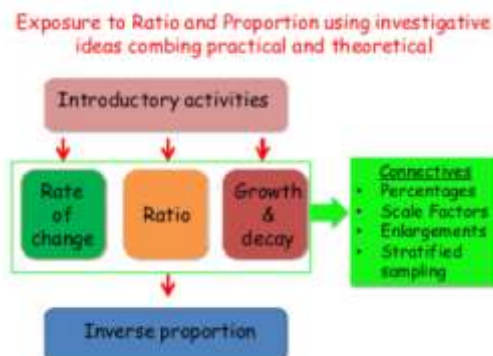 Exposure to Ratio and Proportion using investigative
ideas combing practical and theoretical
Introductory activities
Rate
of
change
Ratio
Growth
&
decay
Connectives
• Percentages
• Scale Factors
• Enlargements
• Stratified
sampling
Inverse proportion